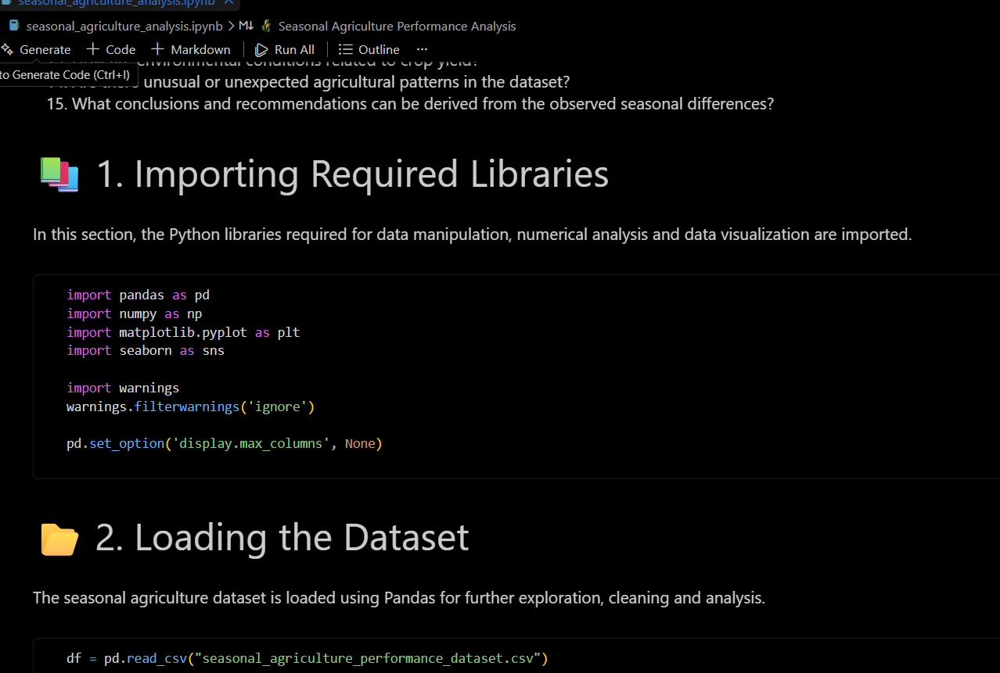 seasonal_agriculture_analysis.ipynb
seasonal_agriculture_analysis.ipynb > M↓ Seasonal Agriculture Performance Analysis
Generate + Code + Markdown Run All Outline ...
environmental conditions related to crop yield?
to Generate Code (Ctrl+I)
unusual or unexpected agricultural patterns in the dataset?
15. What conclusions and recommendations can be derived from the observed seasonal differences?
1. Importing Required Libraries
In this section, the Python libraries required for data manipulation, numerical analysis and data visualization are imported.
import pandas as pd
import numpy as np
import matplotlib.pyplot as plt
import seaborn as sns
import warnings
warnings.filterwarnings('ignore')
pd.set_option('display.max_columns', None)
2. Loading the Dataset
The seasonal agriculture dataset is loaded using Pandas for further exploration, cleaning and analysis.
df = pd.read_csv("seasonal_agriculture_performance_dataset.csv")